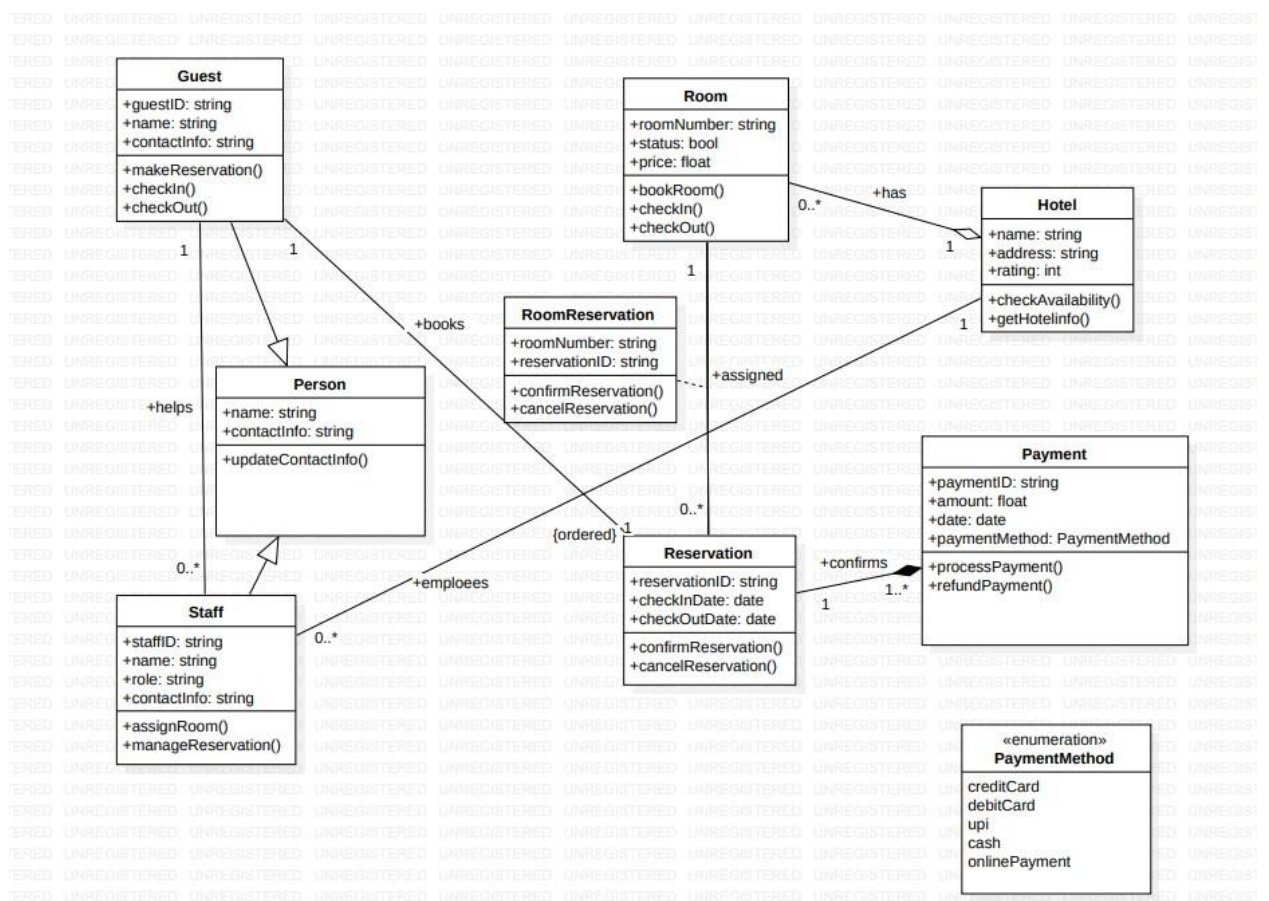 Guest
+guestID: string
+name: string
+contactInfo: string
+makeReservation()
+checkIn()
+checkOut()
Room
+roomNumber: string
+status: bool
+price: float
+bookRoom()
+checkIn()
+checkOut()
Hotel
+name: string
+address: string
+rating: int
+checkAvailability()
+getHotelinfo()
+has
0..*
1
1
1
1
1
+books
RoomReservation
+roomNumber: string
+reservationID: string
+confirmReservation()
+cancelReservation()
+assigned
Person
+name: string
+contactInfo: string
+updateContactInfo()
+helps
Payment
+paymentID: string
+amount: float
+date: date
+paymentMethod: PaymentMethod
+processPayment()
+refundPayment()
0..*
{ordered}
1
Reservation
+reservationID: string
+checkInDate: date
+checkOutDate: date
+confirmReservation()
+cancelReservation()
+confirms
1
1..*
0..*
+emploees
0..*
Staff
+staffID: string
+name: string
+role: string
+contactInfo: string
+assignRoom()
+manageReservation()
«enumeration»
PaymentMethod
creditCard
debitCard
upi
cash
onlinePayment
UNREGISTERED